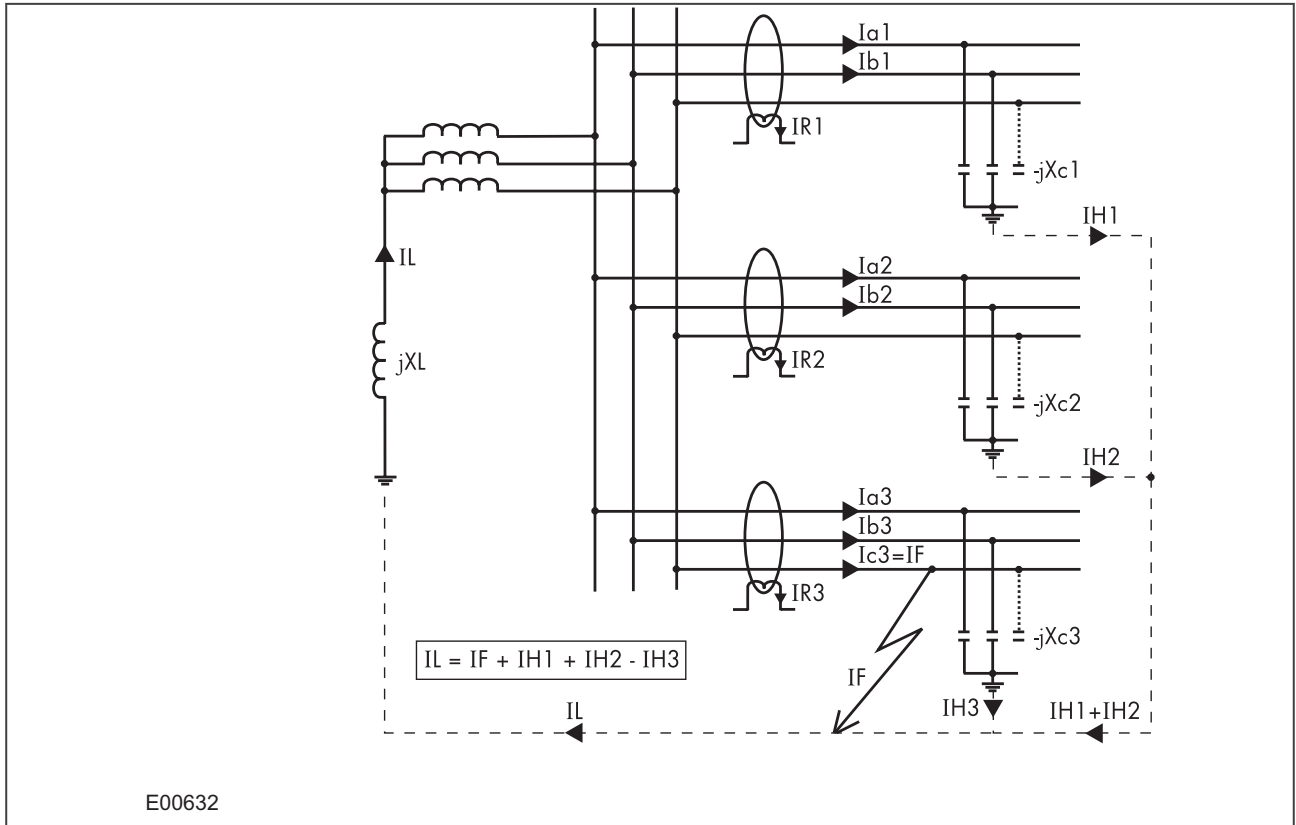 Ia1
Ib1
IR1
-jXc1
IH1
IL
Ia2
Ib2
jXL
IR2
-jXc2
IH2
Ia3
Ib3
Ic3=IF
IR3
-jXc3
IL = IF + IH1 + IH2 - IH3
IF
IL
IH3
IH1+IH2
E00632